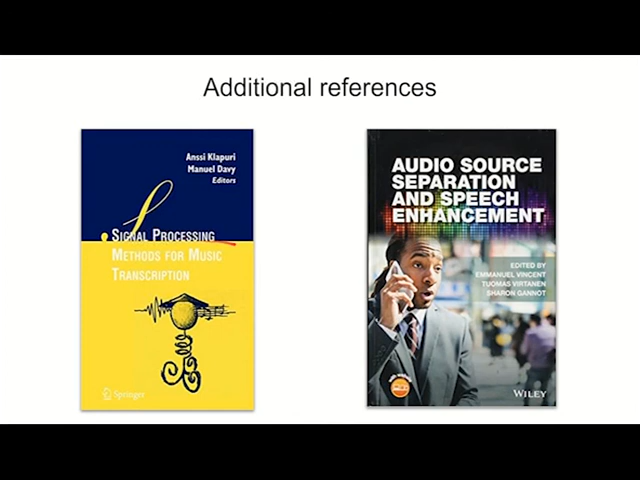 Additional references
Anssi Klapuri
Manuel Davy
Editors
SIGNAL PROCESSING
METHODS FOR MUSIC
TRANSCRIPTION
Springer
AUDIO SOURCE
SEPARATION
AND SPEECH
ENHANCEMENT
EDITED BY
EMMANUEL VINCENT
TUOMAS VIRTANEN
SHARON GANNOT
WILEY